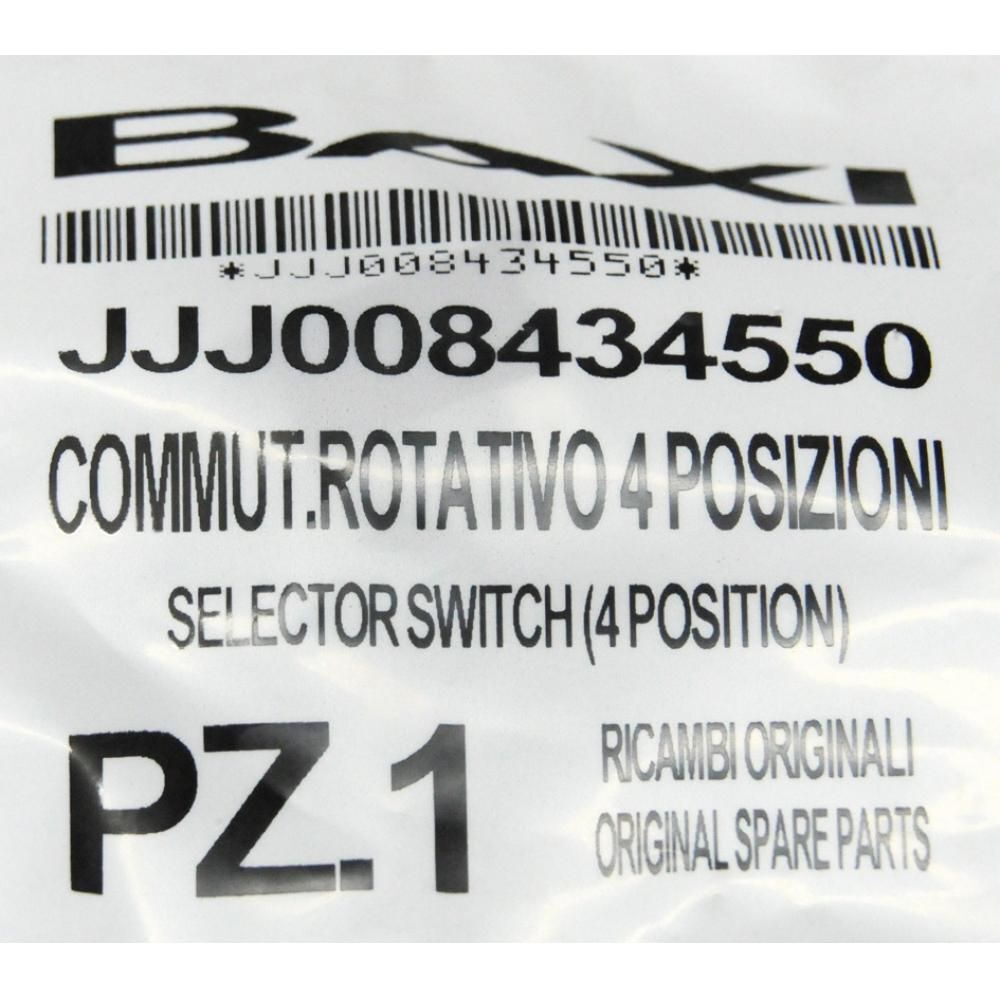 BAXI
*JJJ008434550*
JJJ008434550
COMMUT.ROTATIVO 4 POSIZIONI
SELECTOR SWITCH (4 POSITION)
PZ.1
RICAMBI ORIGINALI
ORIGINAL SPARE PARTS